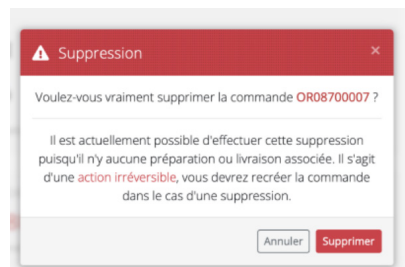 Suppression ×
Voulez-vous vraiment supprimer la commande OR08700007 ?
Il est actuellement possible d'effectuer cette suppression
puisqu'il n'y aucune préparation ou livraison associée. Il s'agit
d'une action irréversible, vous devrez recréer la commande
dans le cas d'une suppression.
Annuler Supprimer